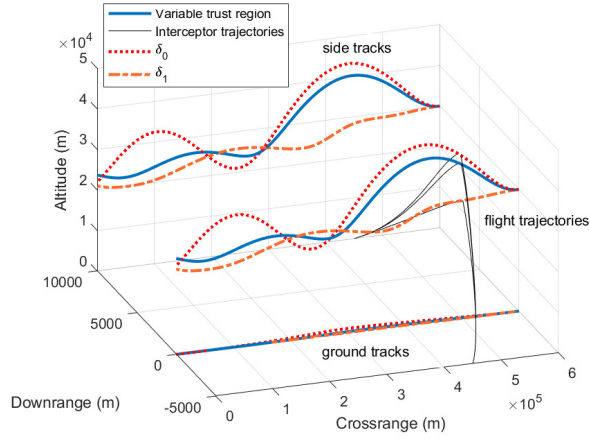 Variable trust region
Interceptor trajectories
δ0
δ1
×10^4
5
4
3
2
1
0
Altitude (m)
side tracks
flight trajectories
ground tracks
10000
5000
0
-5000
Downrange (m)
0
1
2
3
4
5
6
×10^5
Crossrange (m)